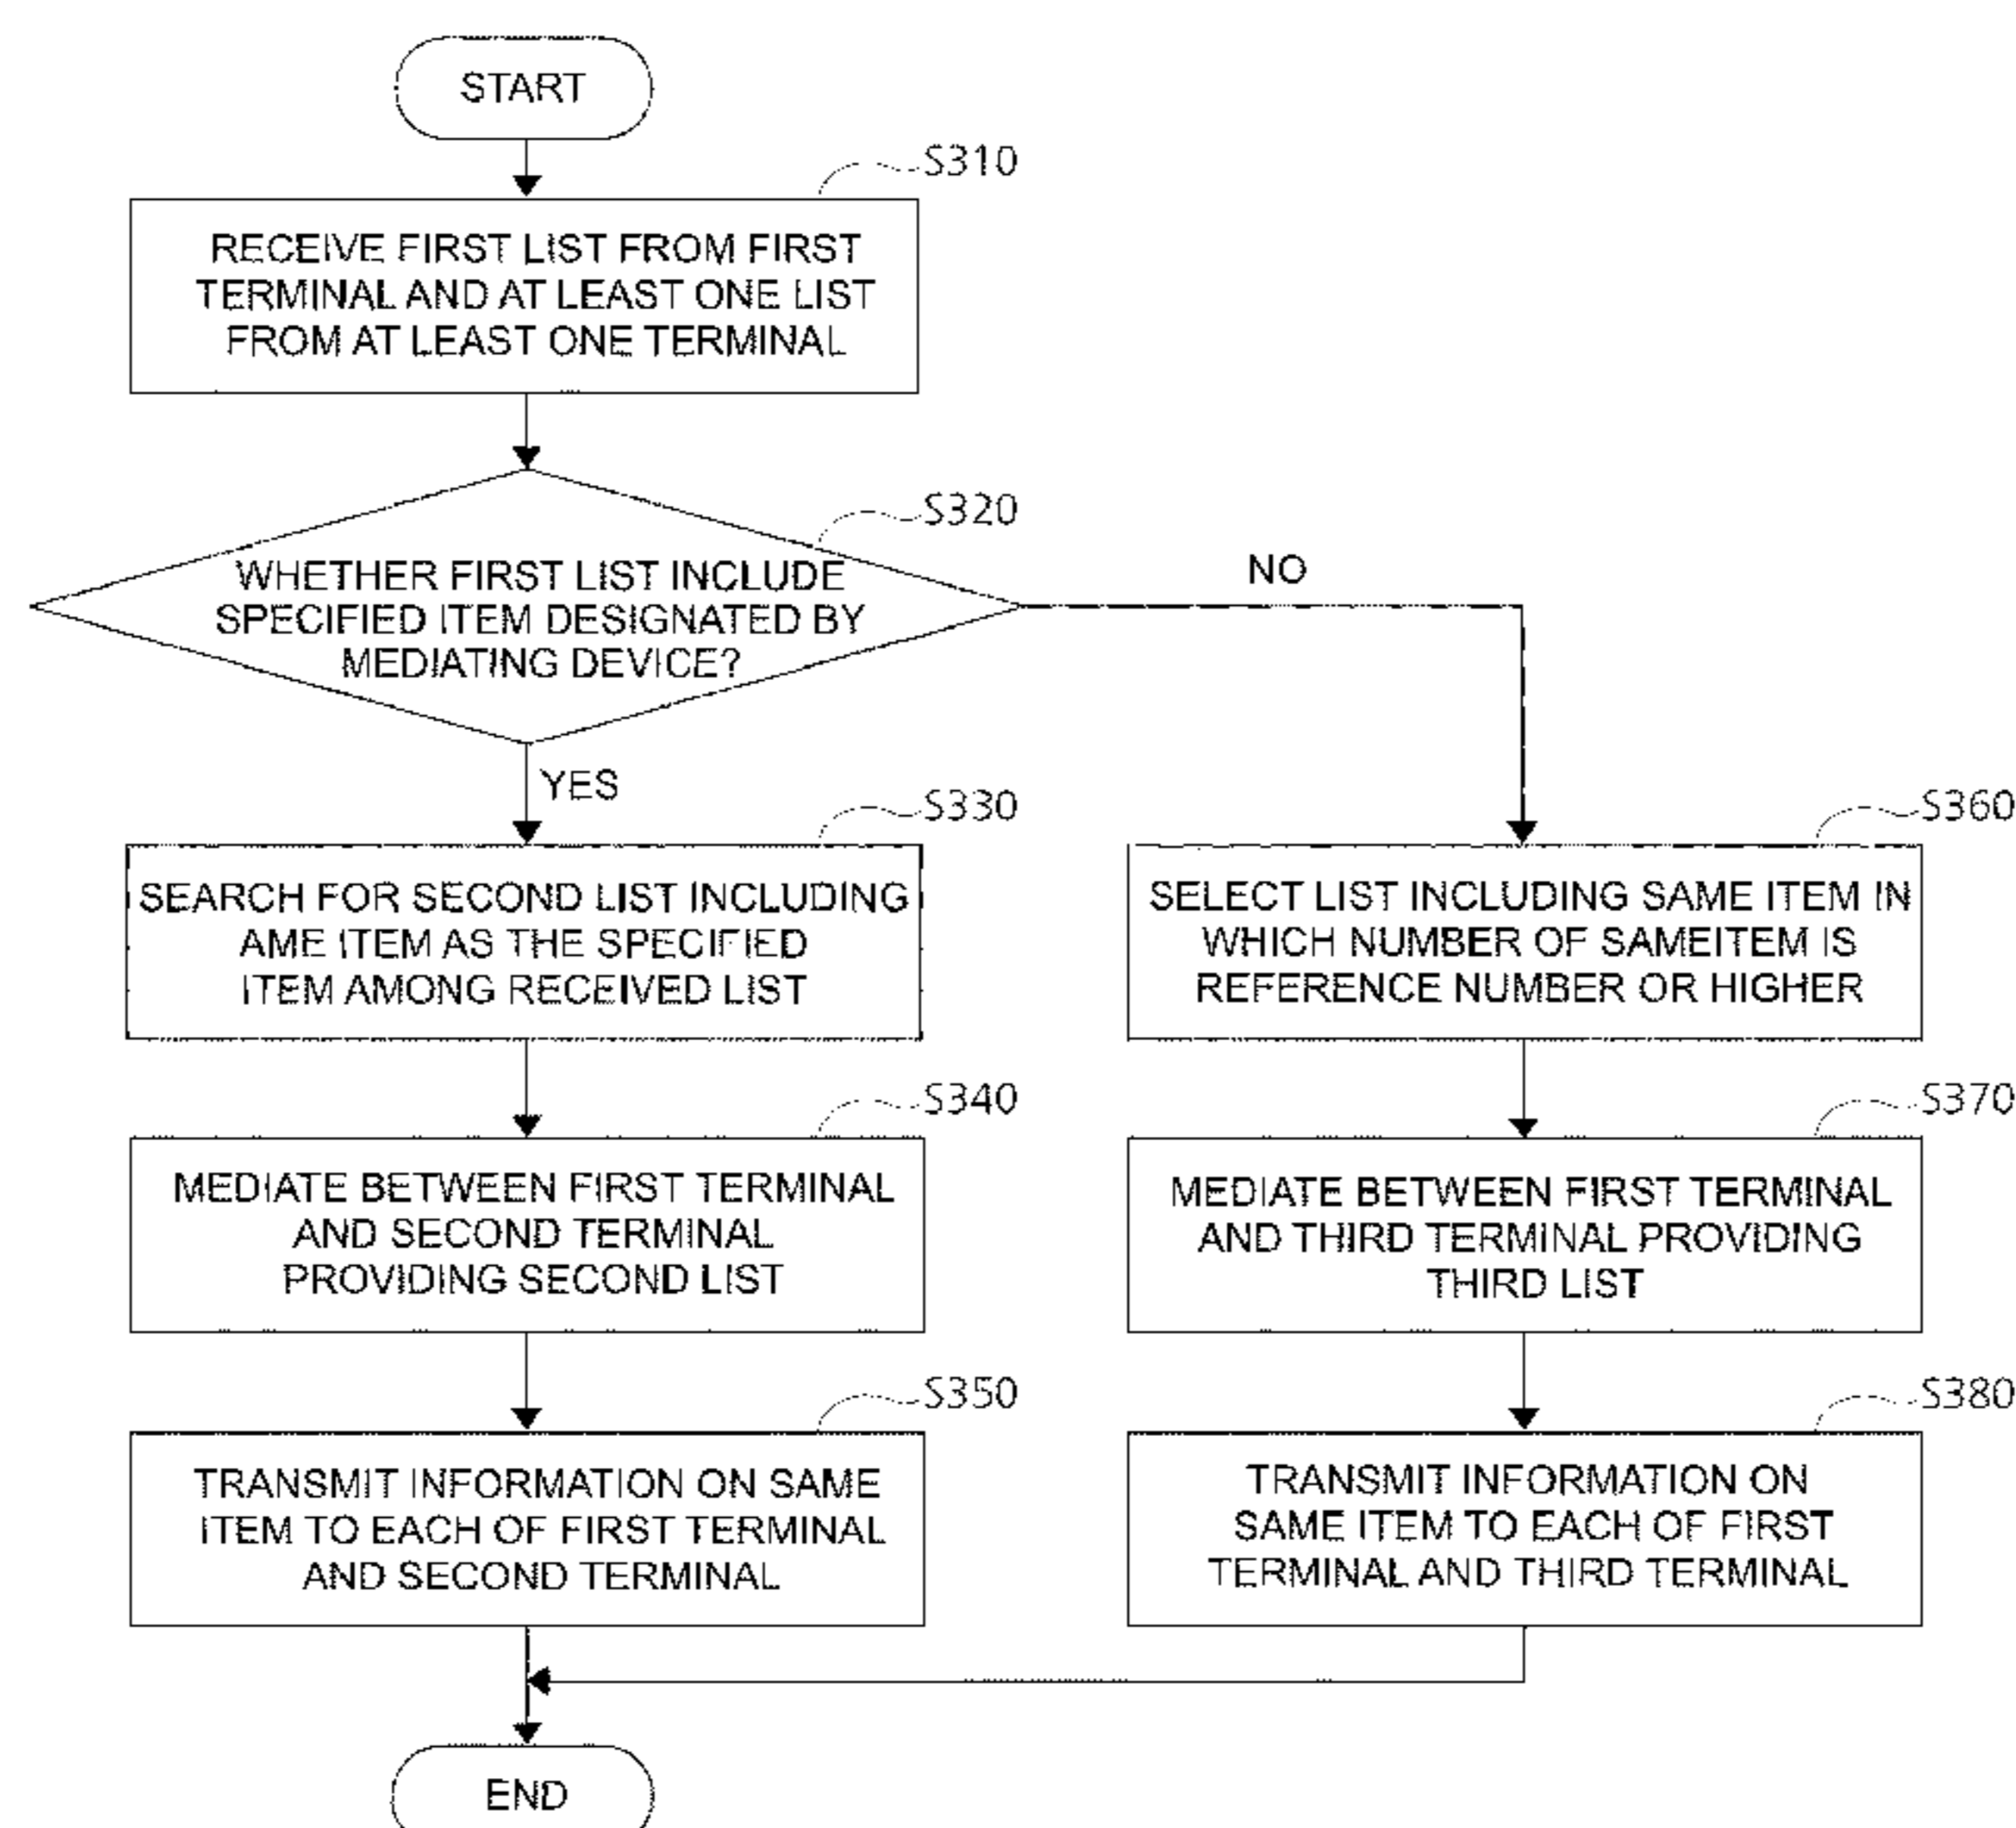 START
S310
RECEIVE FIRST LIST FROM FIRST
TERMINAL AND AT LEAST ONE LIST
FROM AT LEAST ONE TERMINAL
S320
WHETHER FIRST LIST INCLUDE
SPECIFIED ITEM DESIGNATED BY
MEDIATING DEVICE?
NO
YES
S330
SEARCH FOR SECOND LIST INCLUDING
AME ITEM AS THE SPECIFIED
ITEM AMONG RECEIVED LIST
S340
MEDIATE BETWEEN FIRST TERMINAL
AND SECOND TERMINAL
PROVIDING SECOND LIST
S350
TRANSMIT INFORMATION ON SAME
ITEM TO EACH OF FIRST TERMINAL
AND SECOND TERMINAL
S360
SELECT LIST INCLUDING SAME ITEM IN
WHICH NUMBER OF SAMEITEM IS
REFERENCE NUMBER OR HIGHER
S370
MEDIATE BETWEEN FIRST TERMINAL
AND THIRD TERMINAL PROVIDING
THIRD LIST
S380
TRANSMIT INFORMATION ON
SAME ITEM TO EACH OF FIRST
TERMINAL AND THIRD TERMINAL
END